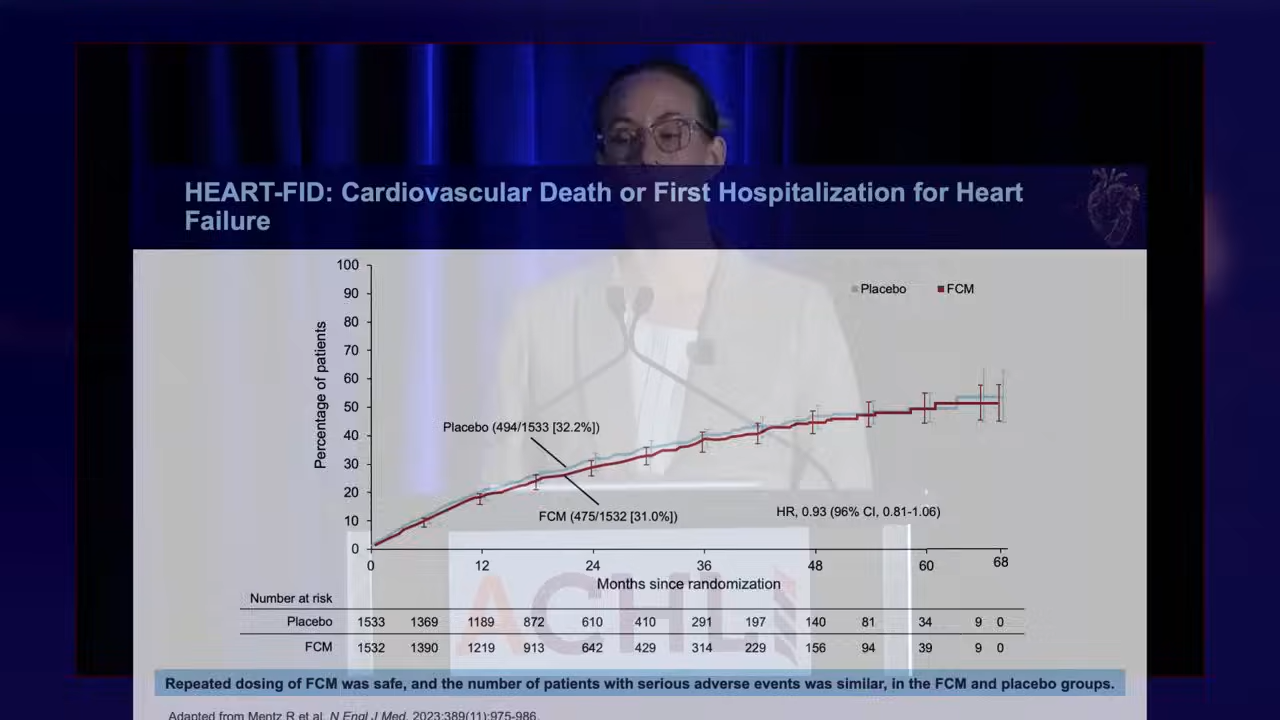 HEART-FID: Cardiovascular Death or First Hospitalization for Heart
Failure
100
90
80
70
60
50
40
30
20
10
0
Percentage of patients
Placebo
FCM
Placebo (494/1533 [32.2%])
FCM (475/1532 [31.0%])
HR, 0.93 (96% CI, 0.81-1.06)
0 12 24 36 48 60 68
Months since randomization
Number at risk
Placebo 1533 1369 1189 872 610 410 291 197 140 81 34 9 0
FCM 1532 1390 1219 913 642 429 314 229 156 94 39 9 0
ACHL
Repeated dosing of FCM was safe, and the number of patients with serious adverse events was similar, in the FCM and placebo groups.
Adapted from Mentz R et al. N Engl J Med. 2023;389(11):975-986.